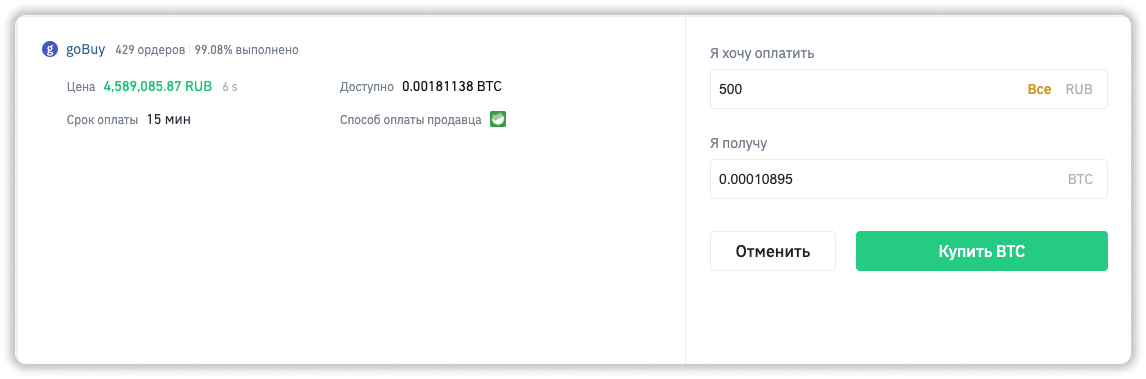 g goBuy 429 ордеров 99.08% выполнено
Цена 4,589,085.87 RUB 6 s
Доступно 0.00181138 BTC
Срок оплаты 15 мин
Способ оплаты продавца
Я хочу оплатить
500 Все RUB
Я получу
0.00010895 BTC
Отменить
Купить BTC